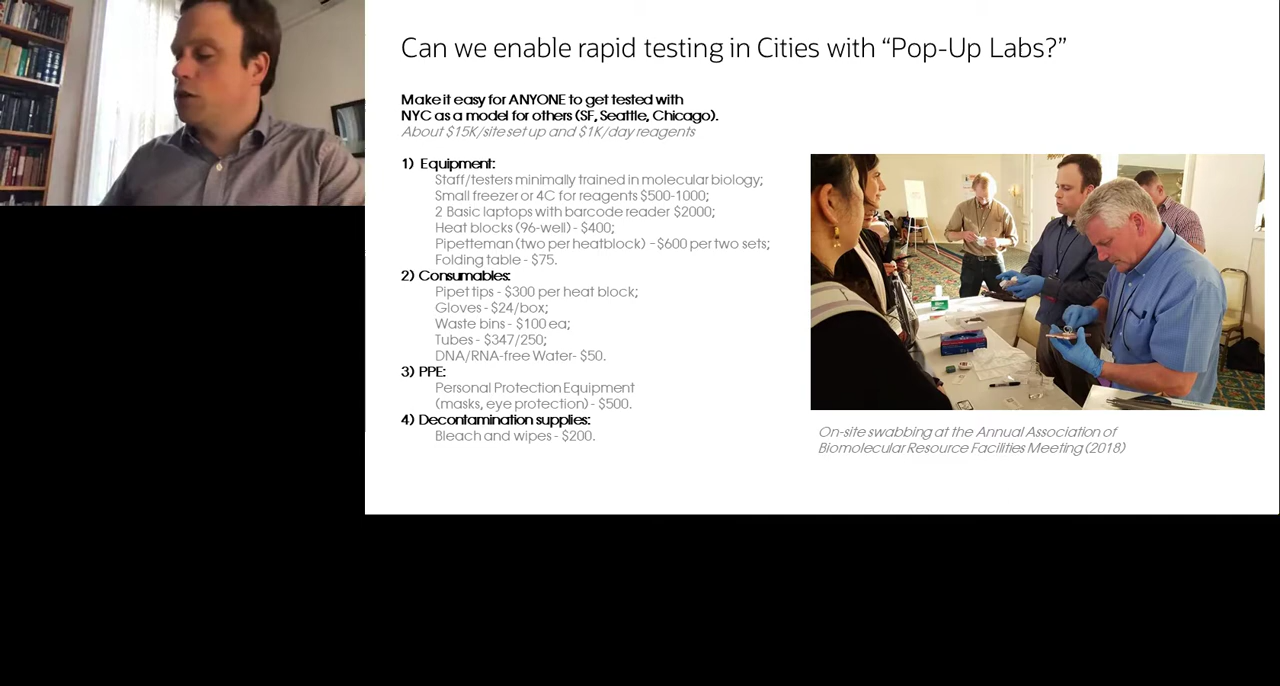 Can we enable rapid testing in Cities with “Pop-Up Labs?”
Make it easy for ANYONE to get tested with
NYC as a model for others (SF, Seattle, Chicago).
About $15K/site set up and $1K/day reagents
1) Equipment:
Staff/testers minimally trained in molecular biology;
Small freezer or 4C for reagents $500-1000;
2 Basic laptops with barcode reader $2000;
Heat blocks (96-well) - $400;
Pipetteman (two per heatblock) –$600 per two sets;
Folding table - $75.
2) Consumables:
Pipet tips - $300 per heat block;
Gloves - $24/box;
Waste bins - $100 ea;
Tubes - $347/250;
DNA/RNA-free Water- $50.
3) PPE:
Personal Protection Equipment
(masks, eye protection) - $500.
4) Decontamination supplies:
Bleach and wipes - $200.
On-site swabbing at the Annual Association of
Biomolecular Resource Facilities Meeting (2018)